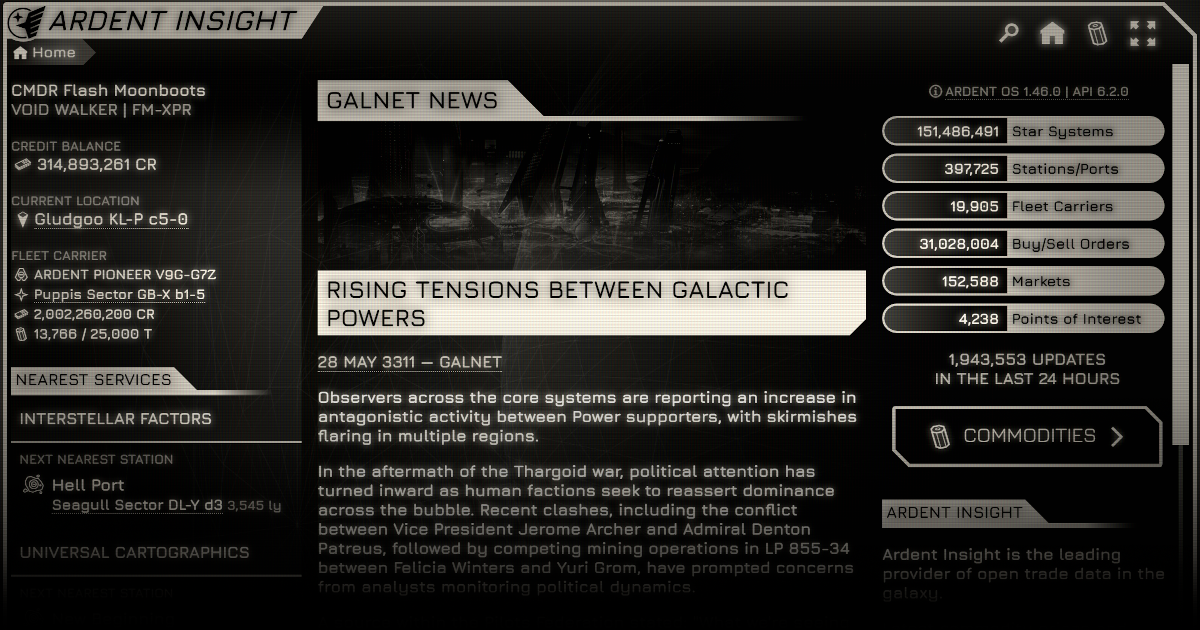 ARDENT INSIGHT
Home
CMDR Flash Moonboots
VOID WALKER | FM-XPR
CREDIT BALANCE
314,893,261 CR
CURRENT LOCATION
Gludgoo KL-P c5-0
FLEET CARRIER
ARDENT PIONEER V9G-G7Z
Puppis Sector GB-X b1-5
2,002,260,200 CR
13,766 / 25,000 T
NEAREST SERVICES
INTERSTELLAR FACTORS
NEXT NEAREST STATION
Hell Port
Seagull Sector DL-Y d3 3,545 ly
UNIVERSAL CARTOGRAPHICS
NEXT NEAREST STATION
GALNET NEWS
RISING TENSIONS BETWEEN GALACTIC
POWERS
28 MAY 3311 — GALNET
Observers across the core systems are reporting an increase in
antagonistic activity between Power supporters, with skirmishes
flaring in multiple regions.
In the aftermath of the Thargoid war, political attention has
turned inward as human factions seek to reassert dominance
across the bubble. Recent clashes, including the conflict
between Vice President Jerome Archer and Admiral Denton
Patreus, followed by competing mining operations in LP 855-34
between Felicia Winters and Yuri Grom, have prompted concerns
from analysts monitoring political dynamics.
ARDENT OS 1.46.0 | API 6.2.0
151,486,491 Star Systems
397,725 Stations/Ports
19,905 Fleet Carriers
31,028,004 Buy/Sell Orders
152,588 Markets
4,238 Points of Interest
1,943,553 UPDATES
IN THE LAST 24 HOURS
COMMODITIES
ARDENT INSIGHT
Ardent Insight is the leading
provider of open trade data in the
galaxy.